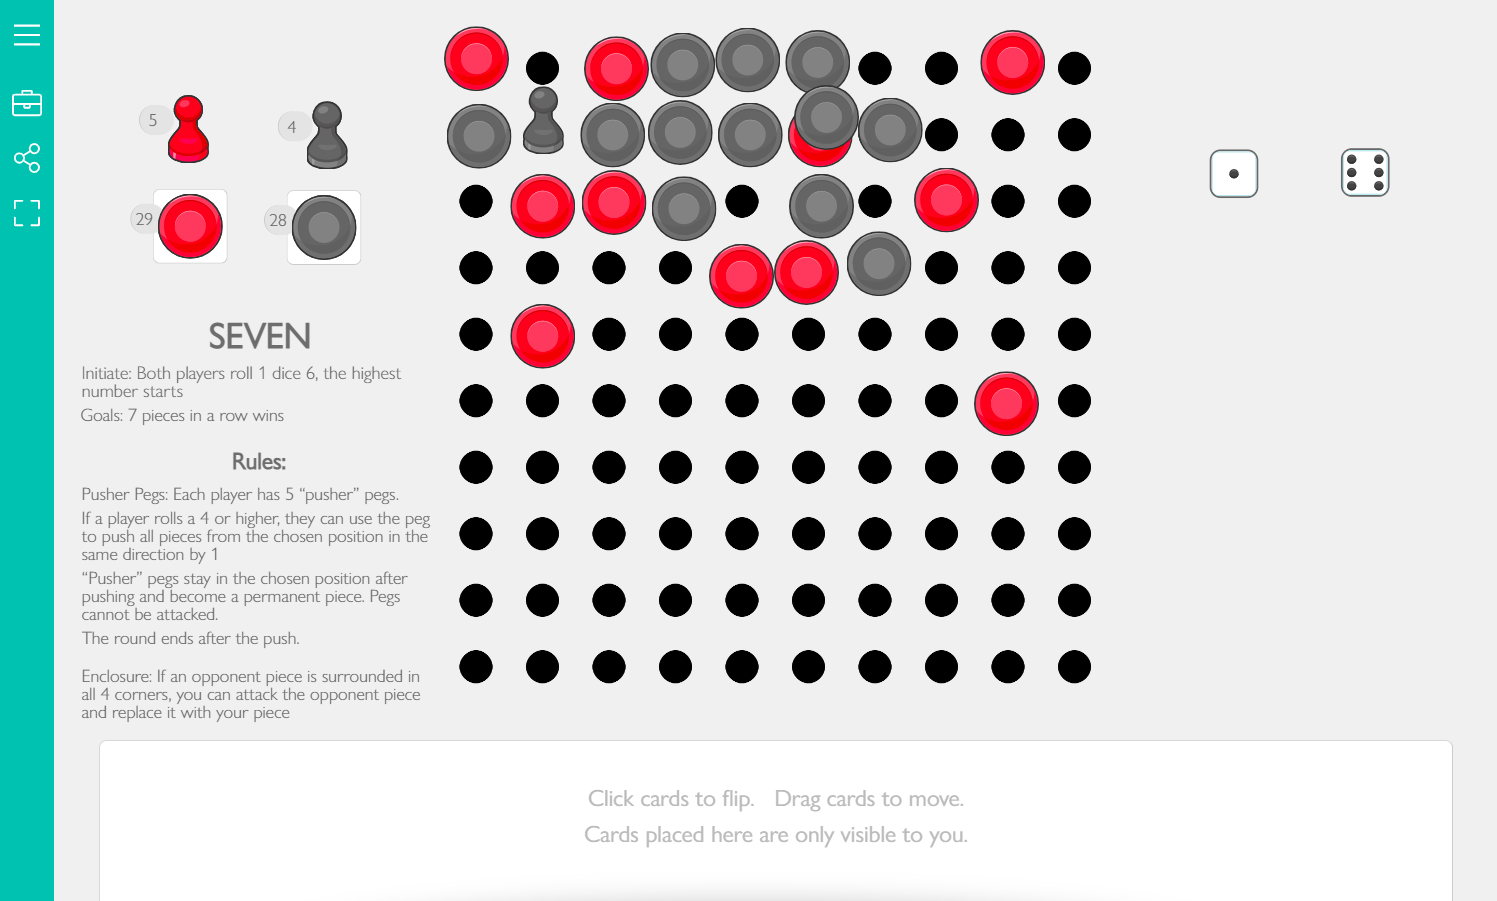 5
4
29
28
SEVEN
Initiate: Both players roll 1 dice 6, the highest
number starts
Goals: 7 pieces in a row wins
Rules:
Pusher Pegs: Each player has 5 “pusher” pegs.
If a player rolls a 4 or higher, they can use the peg
to push all pieces from the chosen position in the
same direction by 1
“Pusher” pegs stay in the chosen position after
pushing and become a permanent piece. Pegs
cannot be attacked.
The round ends after the push.
Enclosure: If an opponent piece is surrounded in
all 4 corners, you can attack the opponent piece
and replace it with your piece
Click cards to flip. Drag cards to move.
Cards placed here are only visible to you.